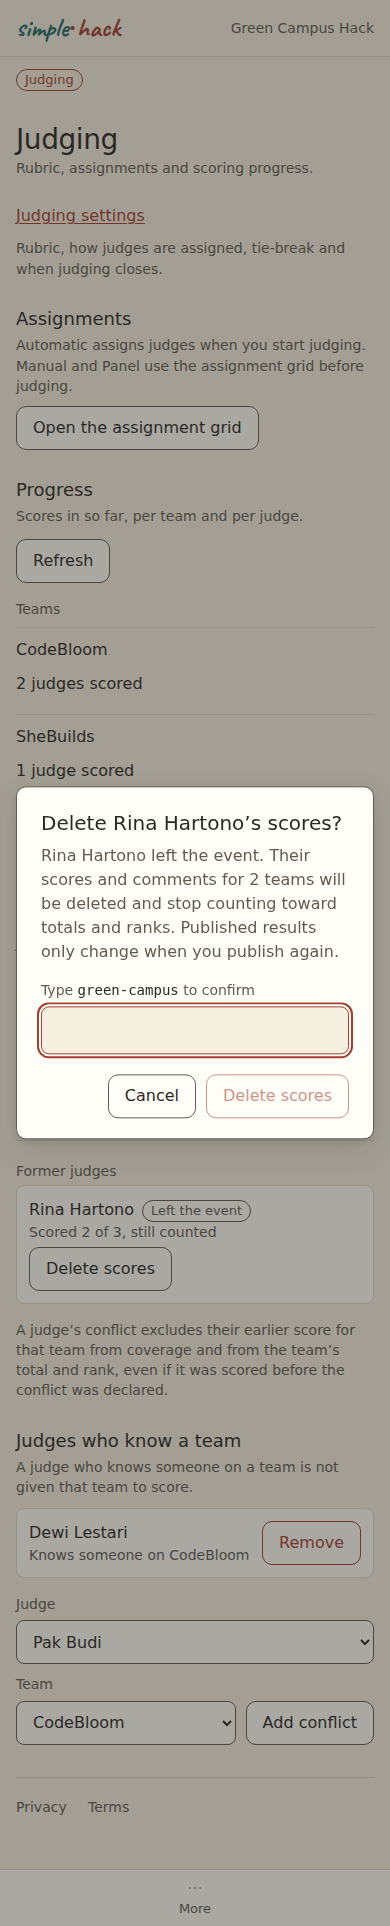 simple hack
Green Campus Hack
Judging
Judging
Rubric, assignments and scoring progress.
Judging settings
Rubric, how judges are assigned, tie-break and
when judging closes.
Assignments
Automatic assigns judges when you start judging.
Manual and Panel use the assignment grid before
judging.
Open the assignment grid
Progress
Scores in so far, per team and per judge.
Refresh
Teams
CodeBloom
2 judges scored
SheBuilds
1 judge scored
Delete Rina Hartono’s scores?
Rina Hartono left the event. Their
scores and comments for 2 teams will
be deleted and stop counting toward
totals and ranks. Published results
only change when you publish again.
Type green-campus to confirm
Cancel
Delete scores
Former judges
Rina Hartono
Left the event
Scored 2 of 3, still counted
Delete scores
A judge’s conflict excludes their earlier score for
that team from coverage and from the team’s
total and rank, even if it was scored before the
conflict was declared.
Judges who know a team
A judge who knows someone on a team is not
given that team to score.
Dewi Lestari
Knows someone on CodeBloom
Remove
Judge
Pak Budi
Team
CodeBloom
Add conflict
Privacy
Terms
...
More